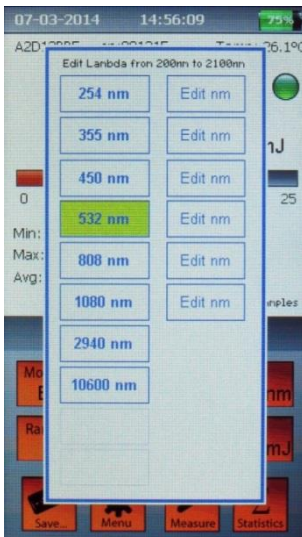 07-03-2014 14:56:09 75%
26.1ºC
Edit Lanbda fron 200nn to 2100nn
254 nm Edit nm
355 nm Edit nm
450 nm Edit nm
532 nm Edit nm
808 nm Edit nm
1080 nm Edit nm
2940 nm
10600 nm
0 25
Min:
Max:
Avg:
Save... Menu Measure Statistics